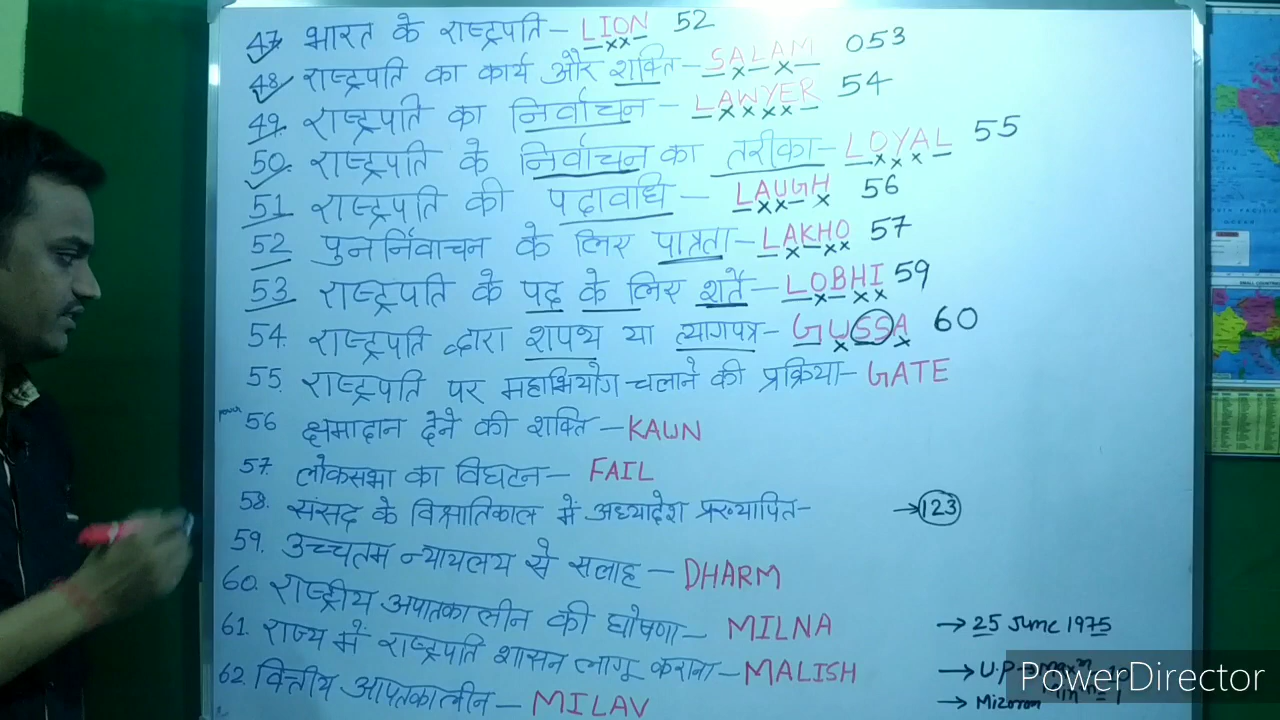 47 भारत के राष्ट्रपति- LION 52
48 राष्ट्रपति का कार्य और शक्ति- SALAM 053
49. राष्ट्रपति का निर्वाचन - LAWYER 54
50. राष्ट्रपति के निर्वाचन का तरीका- LOYAL 55
51 राष्ट्रपति की पदावधि - LAUGH 56
52 पुनर्निवाचन के लिए पात्रता- LAKHO 57
53 राष्ट्रपति के पद के लिए शर्ते- LOBHI 59
54. राष्ट्रपति द्वारा शपथ या त्यागपत्र- GUSSA 60
55. राष्ट्रपति पर महाभियोग चलाने की प्रक्रिया- GATE
56 क्षमादान देने की शक्ति - KAUN
57. लोकसभा का विघटन - FAIL
58. संसद के विश्रातिकाल में अध्यादेश प्रख्यापित- → 123
59. उच्चतम न्यायलय से सलाह - DHARM
60. राष्ट्रीय अपातकालीन की घोषणा- MILNA → 25 June 1975
61. राज्य में राष्ट्रपति शासन लागू कराना- MALISH → U.P
62. वित्तीय आपतकालीन - MILAV → Mizoram
PowerDirector